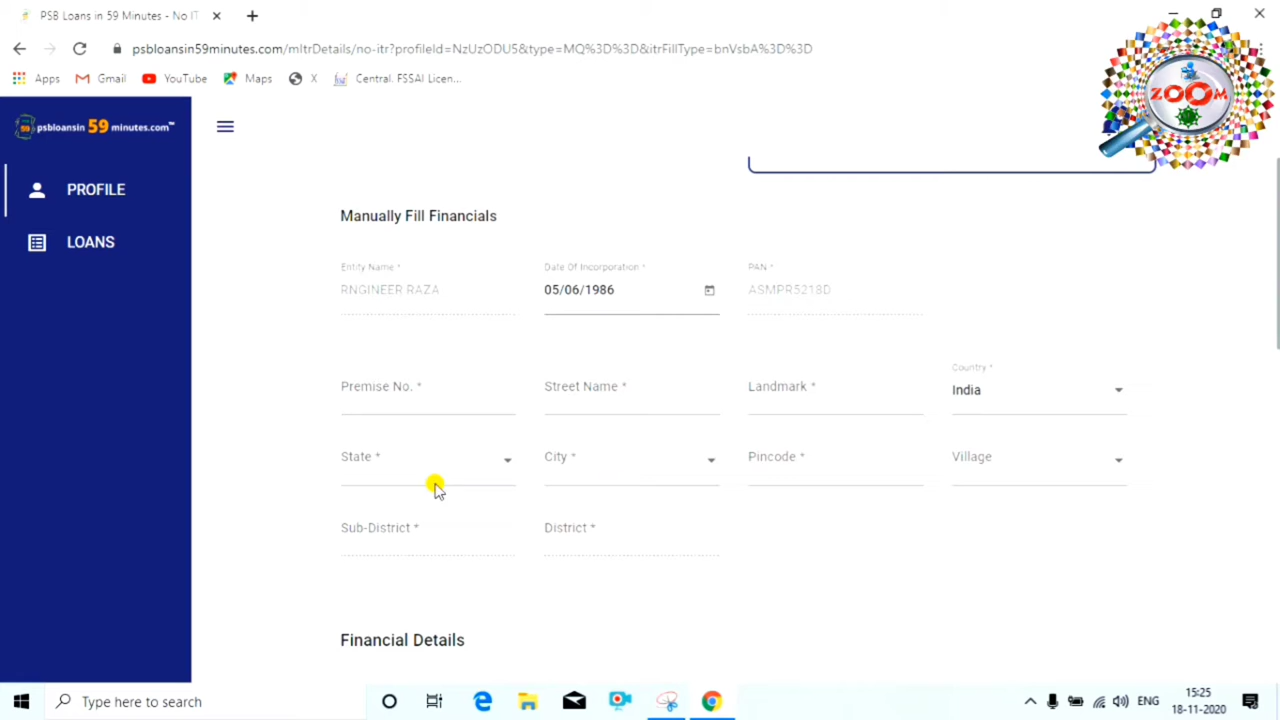 PSB Loans in 59 Minutes - No IT
psbloansin59minutes.com/mltrDetails/no-itr?profileId=NzUzODU5&type=MQ%3D%3D&itrFillType=bnVsbA%3D%3D
Apps Gmail YouTube Maps X Central. FSSAI Licen...
ZOOM
psbloansin 59 minutes.com™
PROFILE
LOANS
Manually Fill Financials
Entity Name * Date Of Incorporation * PAN *
RNGINEER RAZA 05/06/1986 ASMPR5218D
Country *
Premise No. * Street Name * Landmark * India
State * City * Pincode * Village
Sub-District * District *
Financial Details
Type here to search
ENG
15:25
18-11-2020